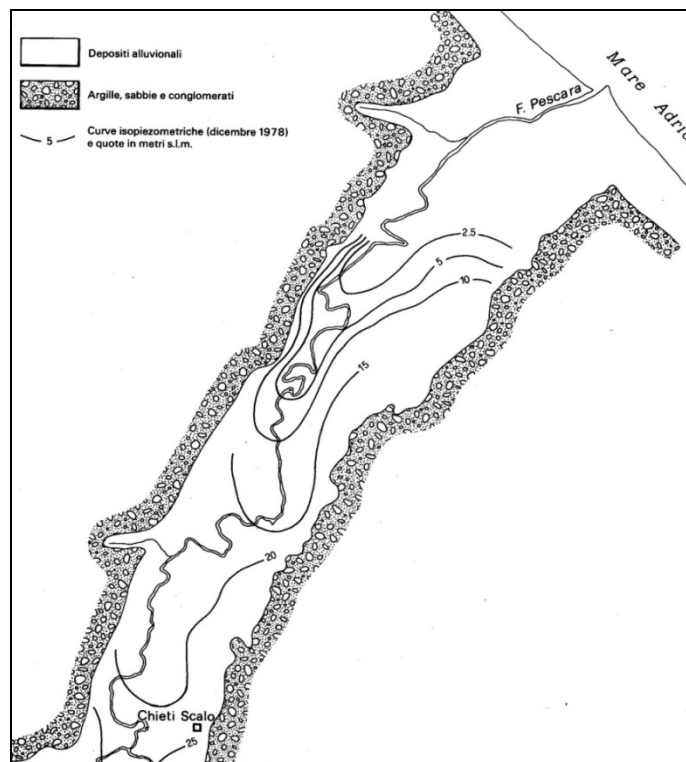 Depositi alluvionali
Argille, sabbie e conglomerati
5
Curve isopiezometriche (dicembre 1978)
e quote in metri s.l.m.
Mare
F. Pescara
2.5
5
10
15
20
Chieti Scalo
25